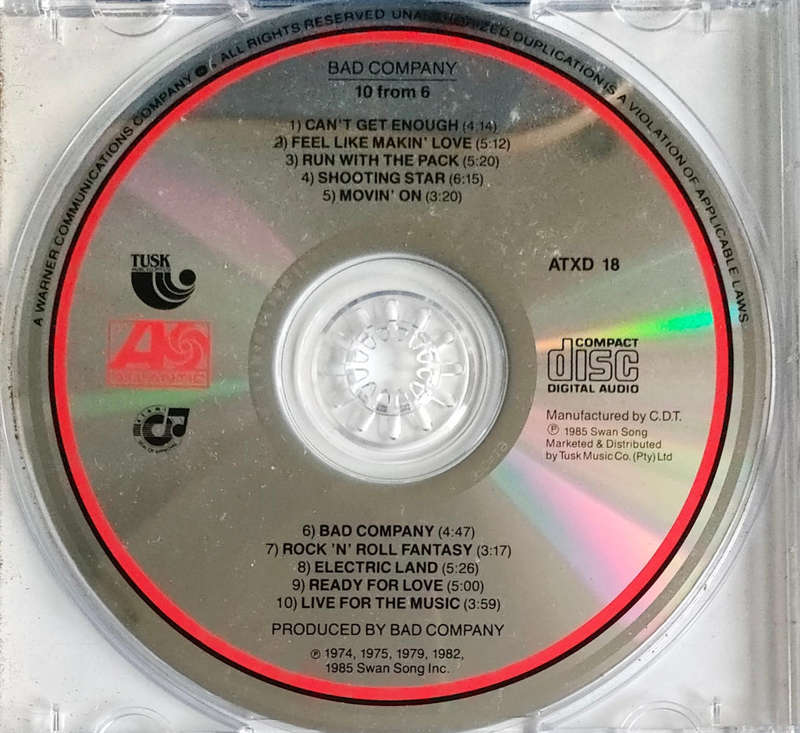 A WARNER COMMUNICATIONS COMPANY ℗. ALL RIGHTS RESERVED UNAUTHORIZED DUPLICATION IS A VIOLATION OF APPLICABLE LAWS
BAD COMPANY
10 from 6
1) CAN'T GET ENOUGH (4:14)
2) FEEL LIKE MAKIN' LOVE (5:12)
3) RUN WITH THE PACK (5:20)
4) SHOOTING STAR (6:15)
5) MOVIN' ON (3:20)
TUSK
ATXD 18
ATLANTIC
COMPACT
disc
DIGITAL AUDIO
Manufactured by C.D.T.
℗ 1985 Swan Song
Marketed & Distributed
by Tusk Music Co. (Pty) Ltd
6) BAD COMPANY (4:47)
7) ROCK 'N' ROLL FANTASY (3:17)
8) ELECTRIC LAND (5:26)
9) READY FOR LOVE (5:00)
10) LIVE FOR THE MUSIC (3:59)
PRODUCED BY BAD COMPANY
℗ 1974, 1975, 1979, 1982,
1985 Swan Song Inc.